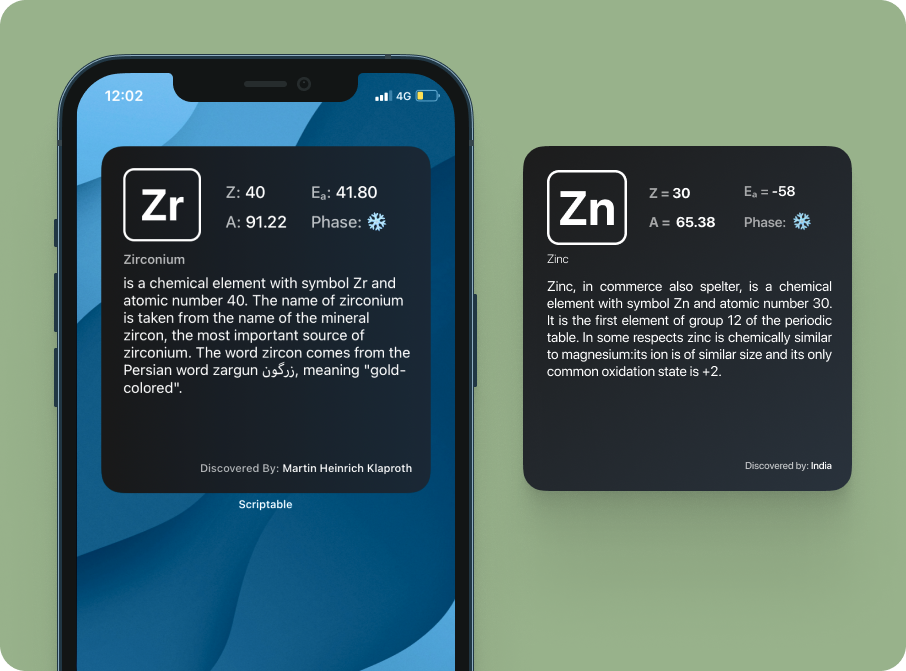 12:02
4G
Zr
Z: 40
Eₐ: 41.80
A: 91.22
Phase: ❄
Zirconium
is a chemical element with symbol Zr and
atomic number 40. The name of zirconium
is taken from the name of the mineral
zircon, the most important source of
zirconium. The word zircon comes from the
Persian word zargun زرگون, meaning "gold-
colored".
Discovered By: Martin Heinrich Klaproth
Scriptable
Zn
Z = 30
Eₐ = -58
A = 65.38
Phase: ❄
Zinc
Zinc, in commerce also spelter, is a chemical
element with symbol Zn and atomic number 30.
It is the first element of group 12 of the periodic
table. In some respects zinc is chemically similar
to magnesium:its ion is of similar size and its only
common oxidation state is +2.
Discovered by: India